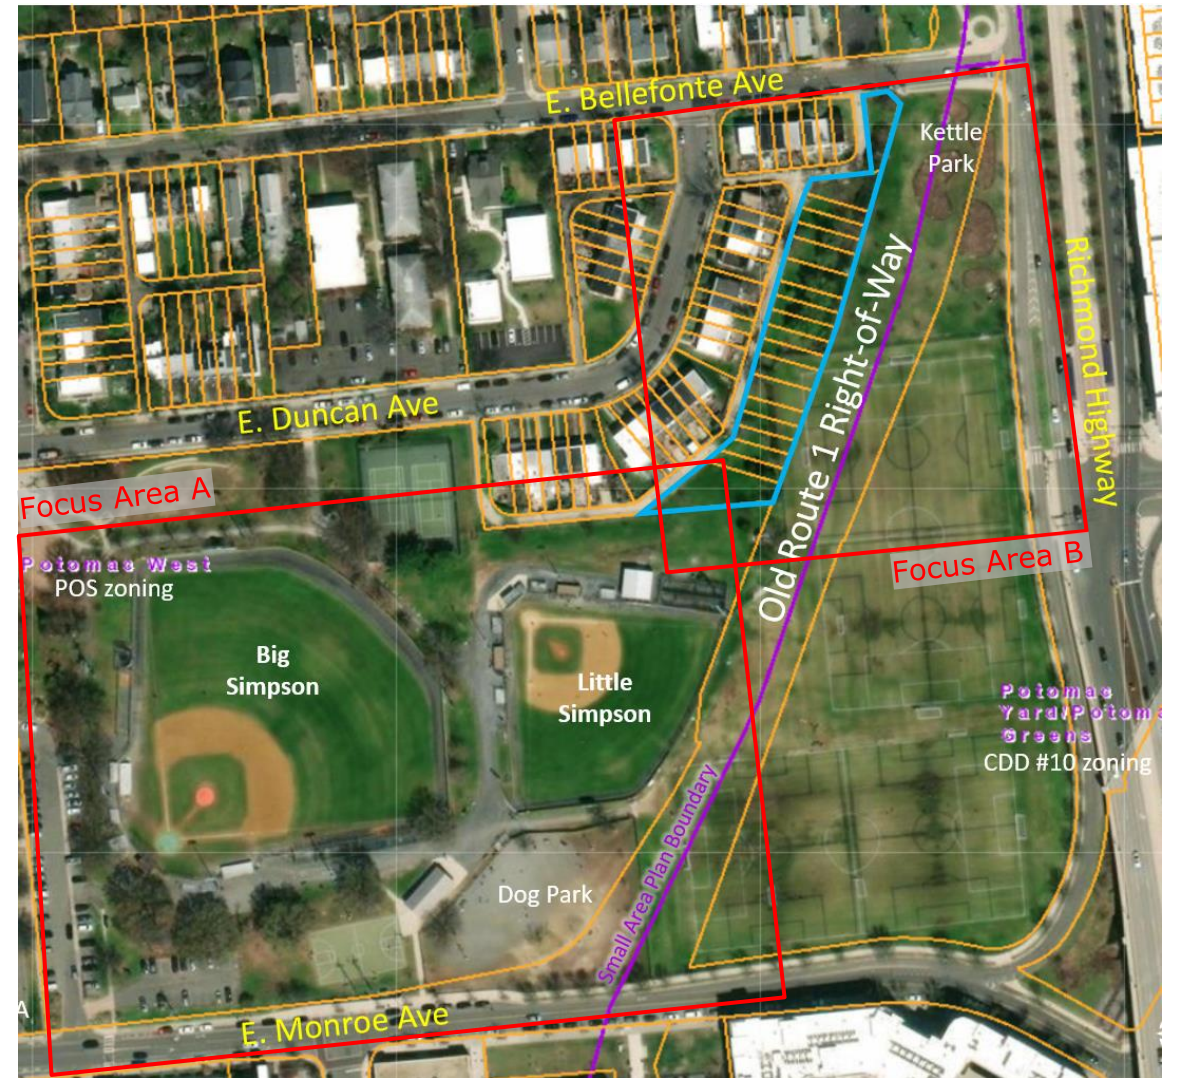 E. Bellefonte Ave
Kettle
Park
Richmond Highway
Old Route 1 Right-of-Way
E. Duncan Ave
Focus Area A
Focus Area B
Potomac West
POS zoning
Big
Simpson
Little
Simpson
Potomac
Yard/Potoma
Greens
CDD #10 zoning
Small Area Plan Boundary
Dog Park
A
E. Monroe Ave